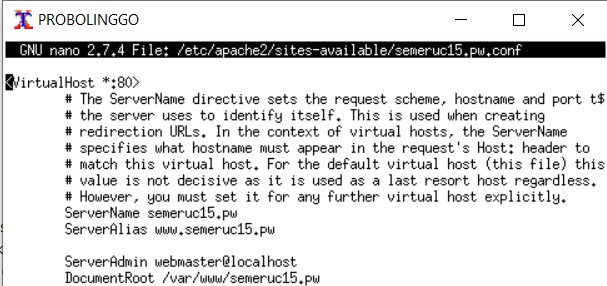 PROBOLINGGO
GNU nano 2.7.4 File: /etc/apache2/sites-available/semeruc15.pw.conf
<VirtualHost *:80>
# The ServerName directive sets the request scheme, hostname and port t$
# the server uses to identify itself. This is used when creating
# redirection URLs. In the context of virtual hosts, the ServerName
# specifies what hostname must appear in the request's Host: header to
# match this virtual host. For the default virtual host (this file) this
# value is not decisive as it is used as a last resort host regardless.
# However, you must set it for any further virtual host explicitly.
ServerName semeruc15.pw
ServerAlias www.semeruc15.pw
ServerAdmin webmaster@localhost
DocumentRoot /var/www/semeruc15.pw